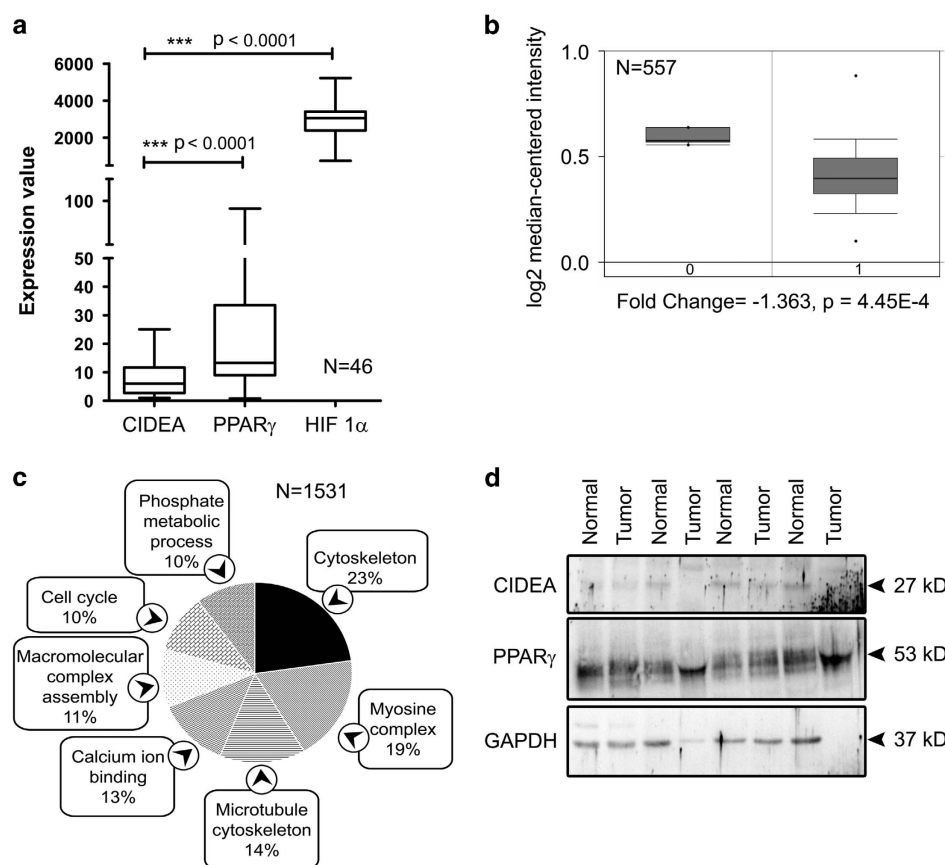 a
*** p < 0.0001
*** p < 0.0001
Expression value
6000
4000
2000
100
50
40
30
20
10
0
N=46
CIDEA PPARγ HIF 1α
b
log2 median-centered intensity
1.0
0.5
0.0
N=557
0 1
Fold Change= -1.363, p = 4.45E-4
c
N=1531
Phosphate
metabolic
process
10%
Cytoskeleton
23%
Cell cycle
10%
Macromolecular
complex
assembly
11%
Myosine
complex
19%
Calcium ion
binding
13%
Microtubule
cytoskeleton
14%
d
Normal Tumor Normal Tumor Normal Tumor Normal Tumor
CIDEA 27 kD
PPARγ 53 kD
GAPDH 37 kD